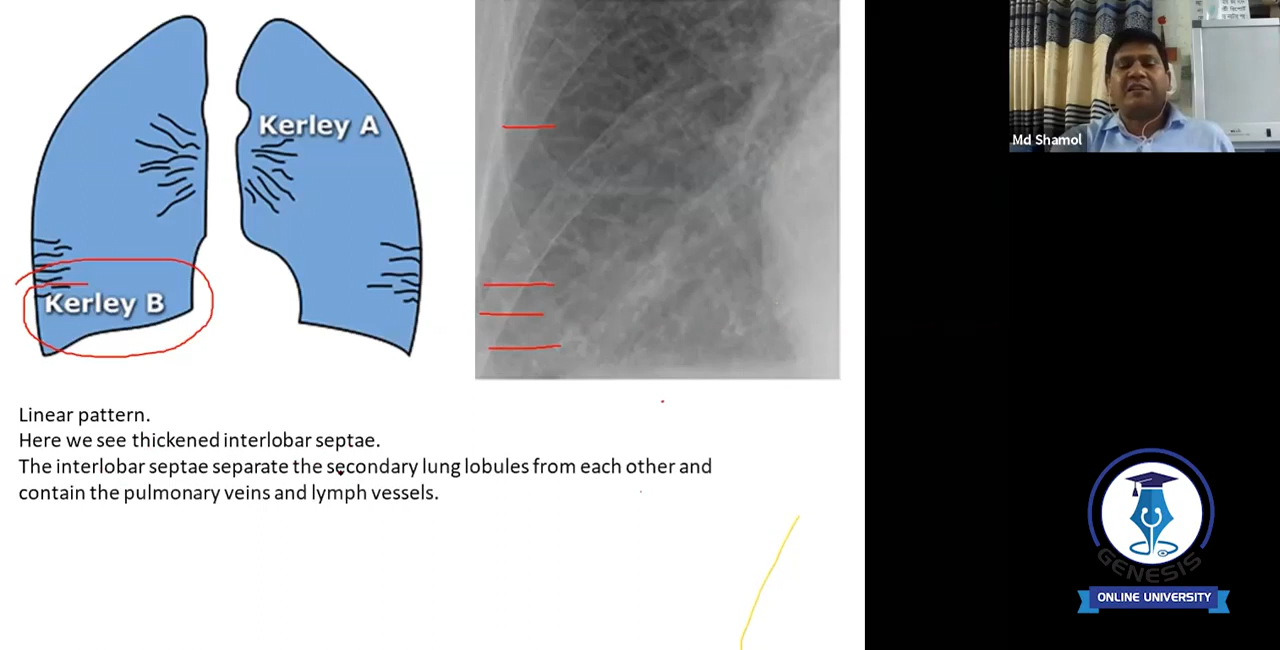 Kerley A
Kerley B
Linear pattern.
Here we see thickened interlobar septae.
The interlobar septae separate the secondary lung lobules from each other and
contain the pulmonary veins and lymph vessels.
Md Shamol
GENESIS
ONLINE UNIVERSITY